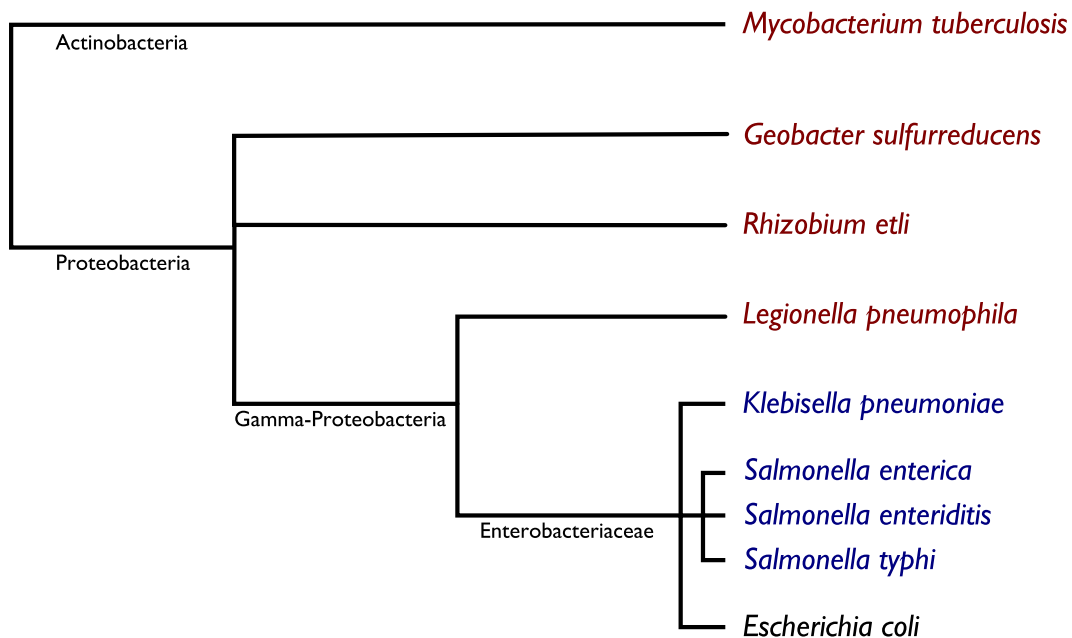 Mycobacterium tuberculosis
Actinobacteria
Geobacter sulfurreducens
Rhizobium etli
Proteobacteria
Legionella pneumophila
Klebisella pneumoniae
Gamma-Proteobacteria
Salmonella enterica
Salmonella enteriditis
Enterobacteriaceae
Salmonella typhi
Escherichia coli